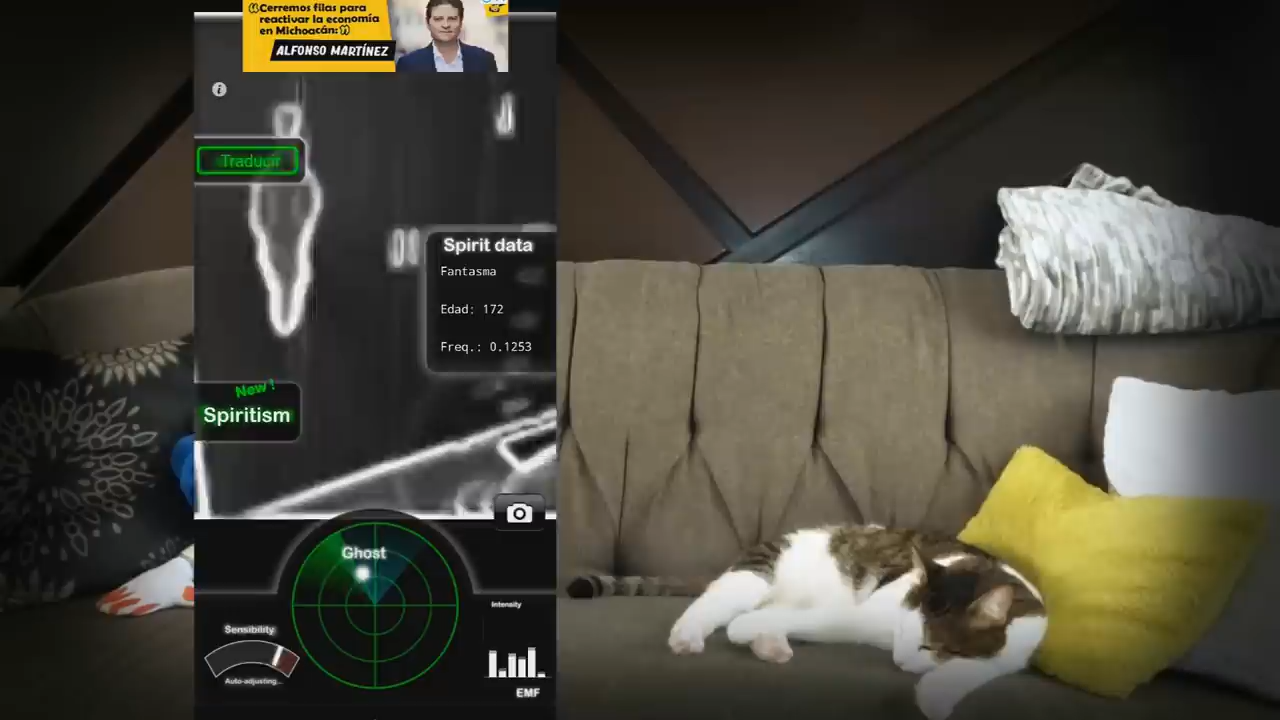 “Cerremos filas para
reactivar la economía
en Michoacán.”
ALFONSO MARTÍNEZ
i
Traducir
Spirit data
Fantasma
Edad: 172
Freq.: 0.1253
New!
Spiritism
Ghost
Intensity
Sensibility
Auto-adjusting...
EMF